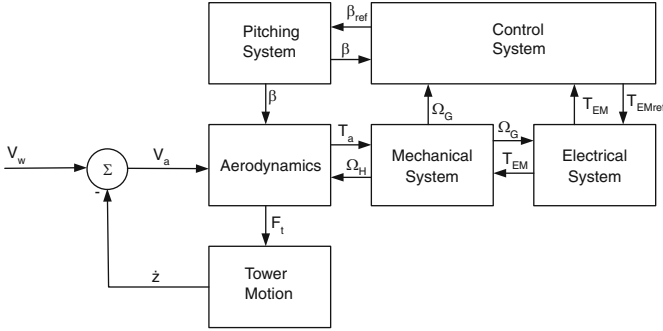 Pitching
System
β_ref
β
Control
System
β
Ω_G
T_EM
T_EMref
V_w
Σ
-
V_a
Aerodynamics
T_a
Ω_H
Mechanical
System
Ω_G
T_EM
Electrical
System
F_t
ż
Tower
Motion